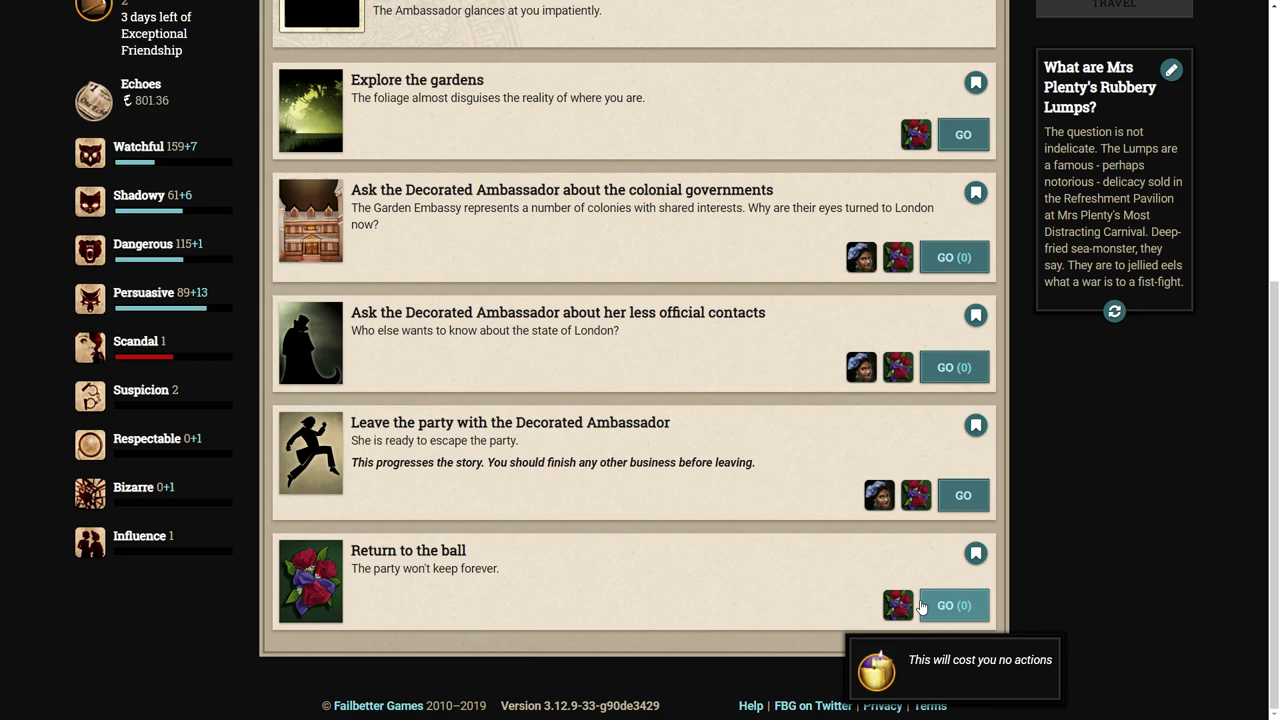 2
3 days left of
Exceptional
Friendship
Echoes
801.36
Watchful 159+7
Shadowy 61+6
Dangerous 115+1
Persuasive 89+13
Scandal 1
Suspicion 2
Respectable 0+1
Bizarre 0+1
Influence 1
The Ambassador glances at you impatiently.
Explore the gardens
The foliage almost disguises the reality of where you are.
GO
Ask the Decorated Ambassador about the colonial governments
The Garden Embassy represents a number of colonies with shared interests. Why are their eyes turned to London
now?
GO (0)
Ask the Decorated Ambassador about her less official contacts
Who else wants to know about the state of London?
GO (0)
Leave the party with the Decorated Ambassador
She is ready to escape the party.
This progresses the story. You should finish any other business before leaving.
GO
Return to the ball
The party won't keep forever.
GO (0)
This will cost you no actions
TRAVEL
What are Mrs
Plenty's Rubbery
Lumps?
The question is not
indelicate. The Lumps are
a famous - perhaps
notorious - delicacy sold in
the Refreshment Pavilion
at Mrs Plenty's Most
Distracting Carnival. Deep-
fried sea-monster, they
say. They are to jellied eels
what a war is to a fist-fight.
© Failbetter Games 2010–2019 Version 3.12.9-33-g90de3429 Help | FBG on Twitter | Privacy | Terms